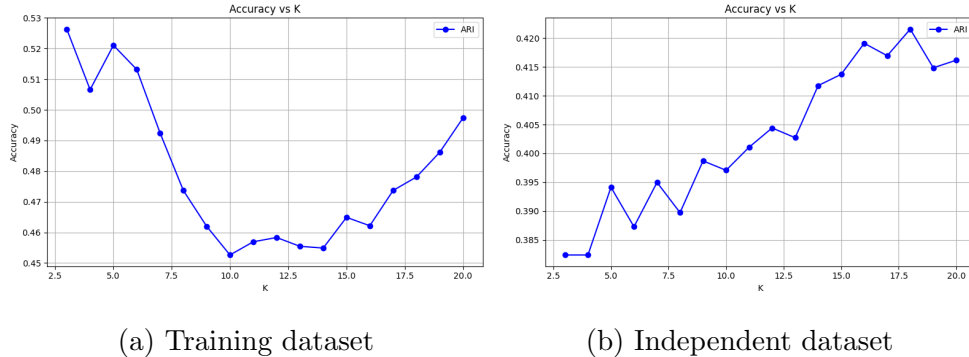 Accuracy vs K
0.53
0.52
0.51
0.50
0.49
0.48
0.47
0.46
0.45
Accuracy
2.5 5.0 7.5 10.0 12.5 15.0 17.5 20.0
K
ARI
(a) Training dataset
Accuracy vs K
0.420
0.415
0.410
0.405
0.400
0.395
0.390
0.385
Accuracy
2.5 5.0 7.5 10.0 12.5 15.0 17.5 20.0
K
ARI
(b) Independent dataset